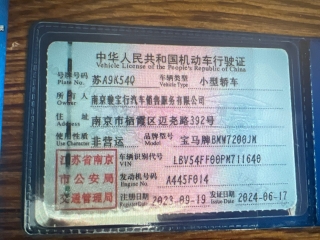 中华人民共和国机动车行驶证
Vehicle License of the People's Republic of China
号牌号码 Plate No. 苏A9K54Q 车辆类型 Vehicle Type 小型轿车
所有人 Owner 南京骏宝行汽车销售服务有限公司
住址 Address 南京市栖霞区迈尧路392号
使用性质 Use Character 非营运 品牌型号 Model 宝马牌BMW7200JM
江苏省南京 车辆识别代号 VIN LBV54FF00PM711640
市公安局 发动机号码 Engine No. A445F014
交通管理局 注册日期 2023-09-19 发证日期 Issue Date 2024-06-17